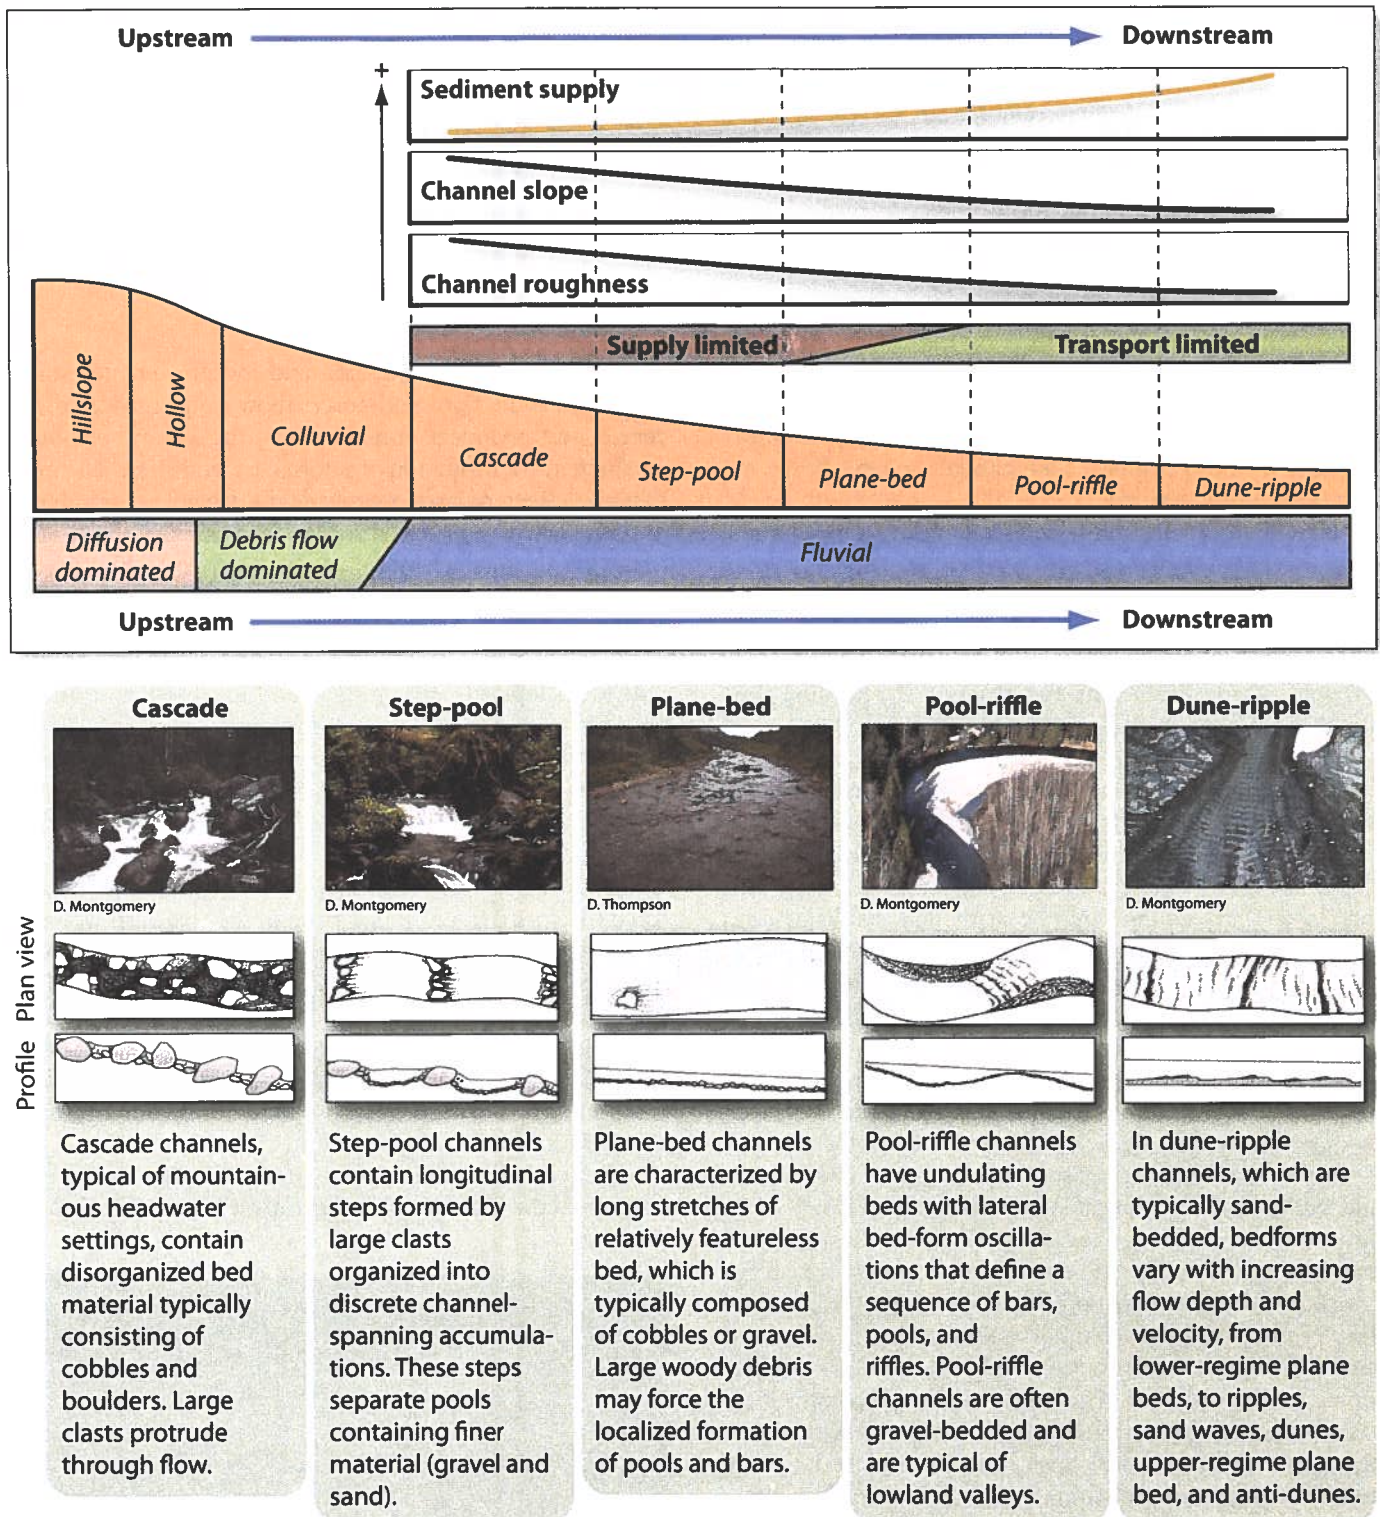 Upstream
Downstream
+
Sediment supply
Channel slope
Channel roughness
Supply limited
Transport limited
Hillslope
Hollow
Colluvial
Cascade
Step-pool
Plane-bed
Pool-riffle
Dune-ripple
Diffusion
dominated
Debris flow
dominated
Fluvial
Upstream
Downstream
Cascade
D. Montgomery
Step-pool
D. Montgomery
Plane-bed
D. Thompson
Pool-riffle
D. Montgomery
Dune-ripple
D. Montgomery
Plan view
Profile
Cascade channels,
typical of mountain-
ous headwater
settings, contain
disorganized bed
material typically
consisting of
cobbles and
boulders. Large
clasts protrude
through flow.
Step-pool channels
contain longitudinal
steps formed by
large clasts
organized into
discrete channel-
spanning accumula-
tions. These steps
separate pools
containing finer
material (gravel and
sand).
Plane-bed channels
are characterized by
long stretches of
relatively featureless
bed, which is
typically composed
of cobbles or gravel.
Large woody debris
may force the
localized formation
of pools and bars.
Pool-riffle channels
have undulating
beds with lateral
bed-form oscilla-
tions that define a
sequence of bars,
pools, and
riffles. Pool-riffle
channels are often
gravel-bedded and
are typical of
lowland valleys.
In dune-ripple
channels, which are
typically sand-
bedded, bedforms
vary with increasing
flow depth and
velocity, from
lower-regime plane
beds, to ripples,
sand waves, dunes,
upper-regime plane
bed, and anti-dunes.